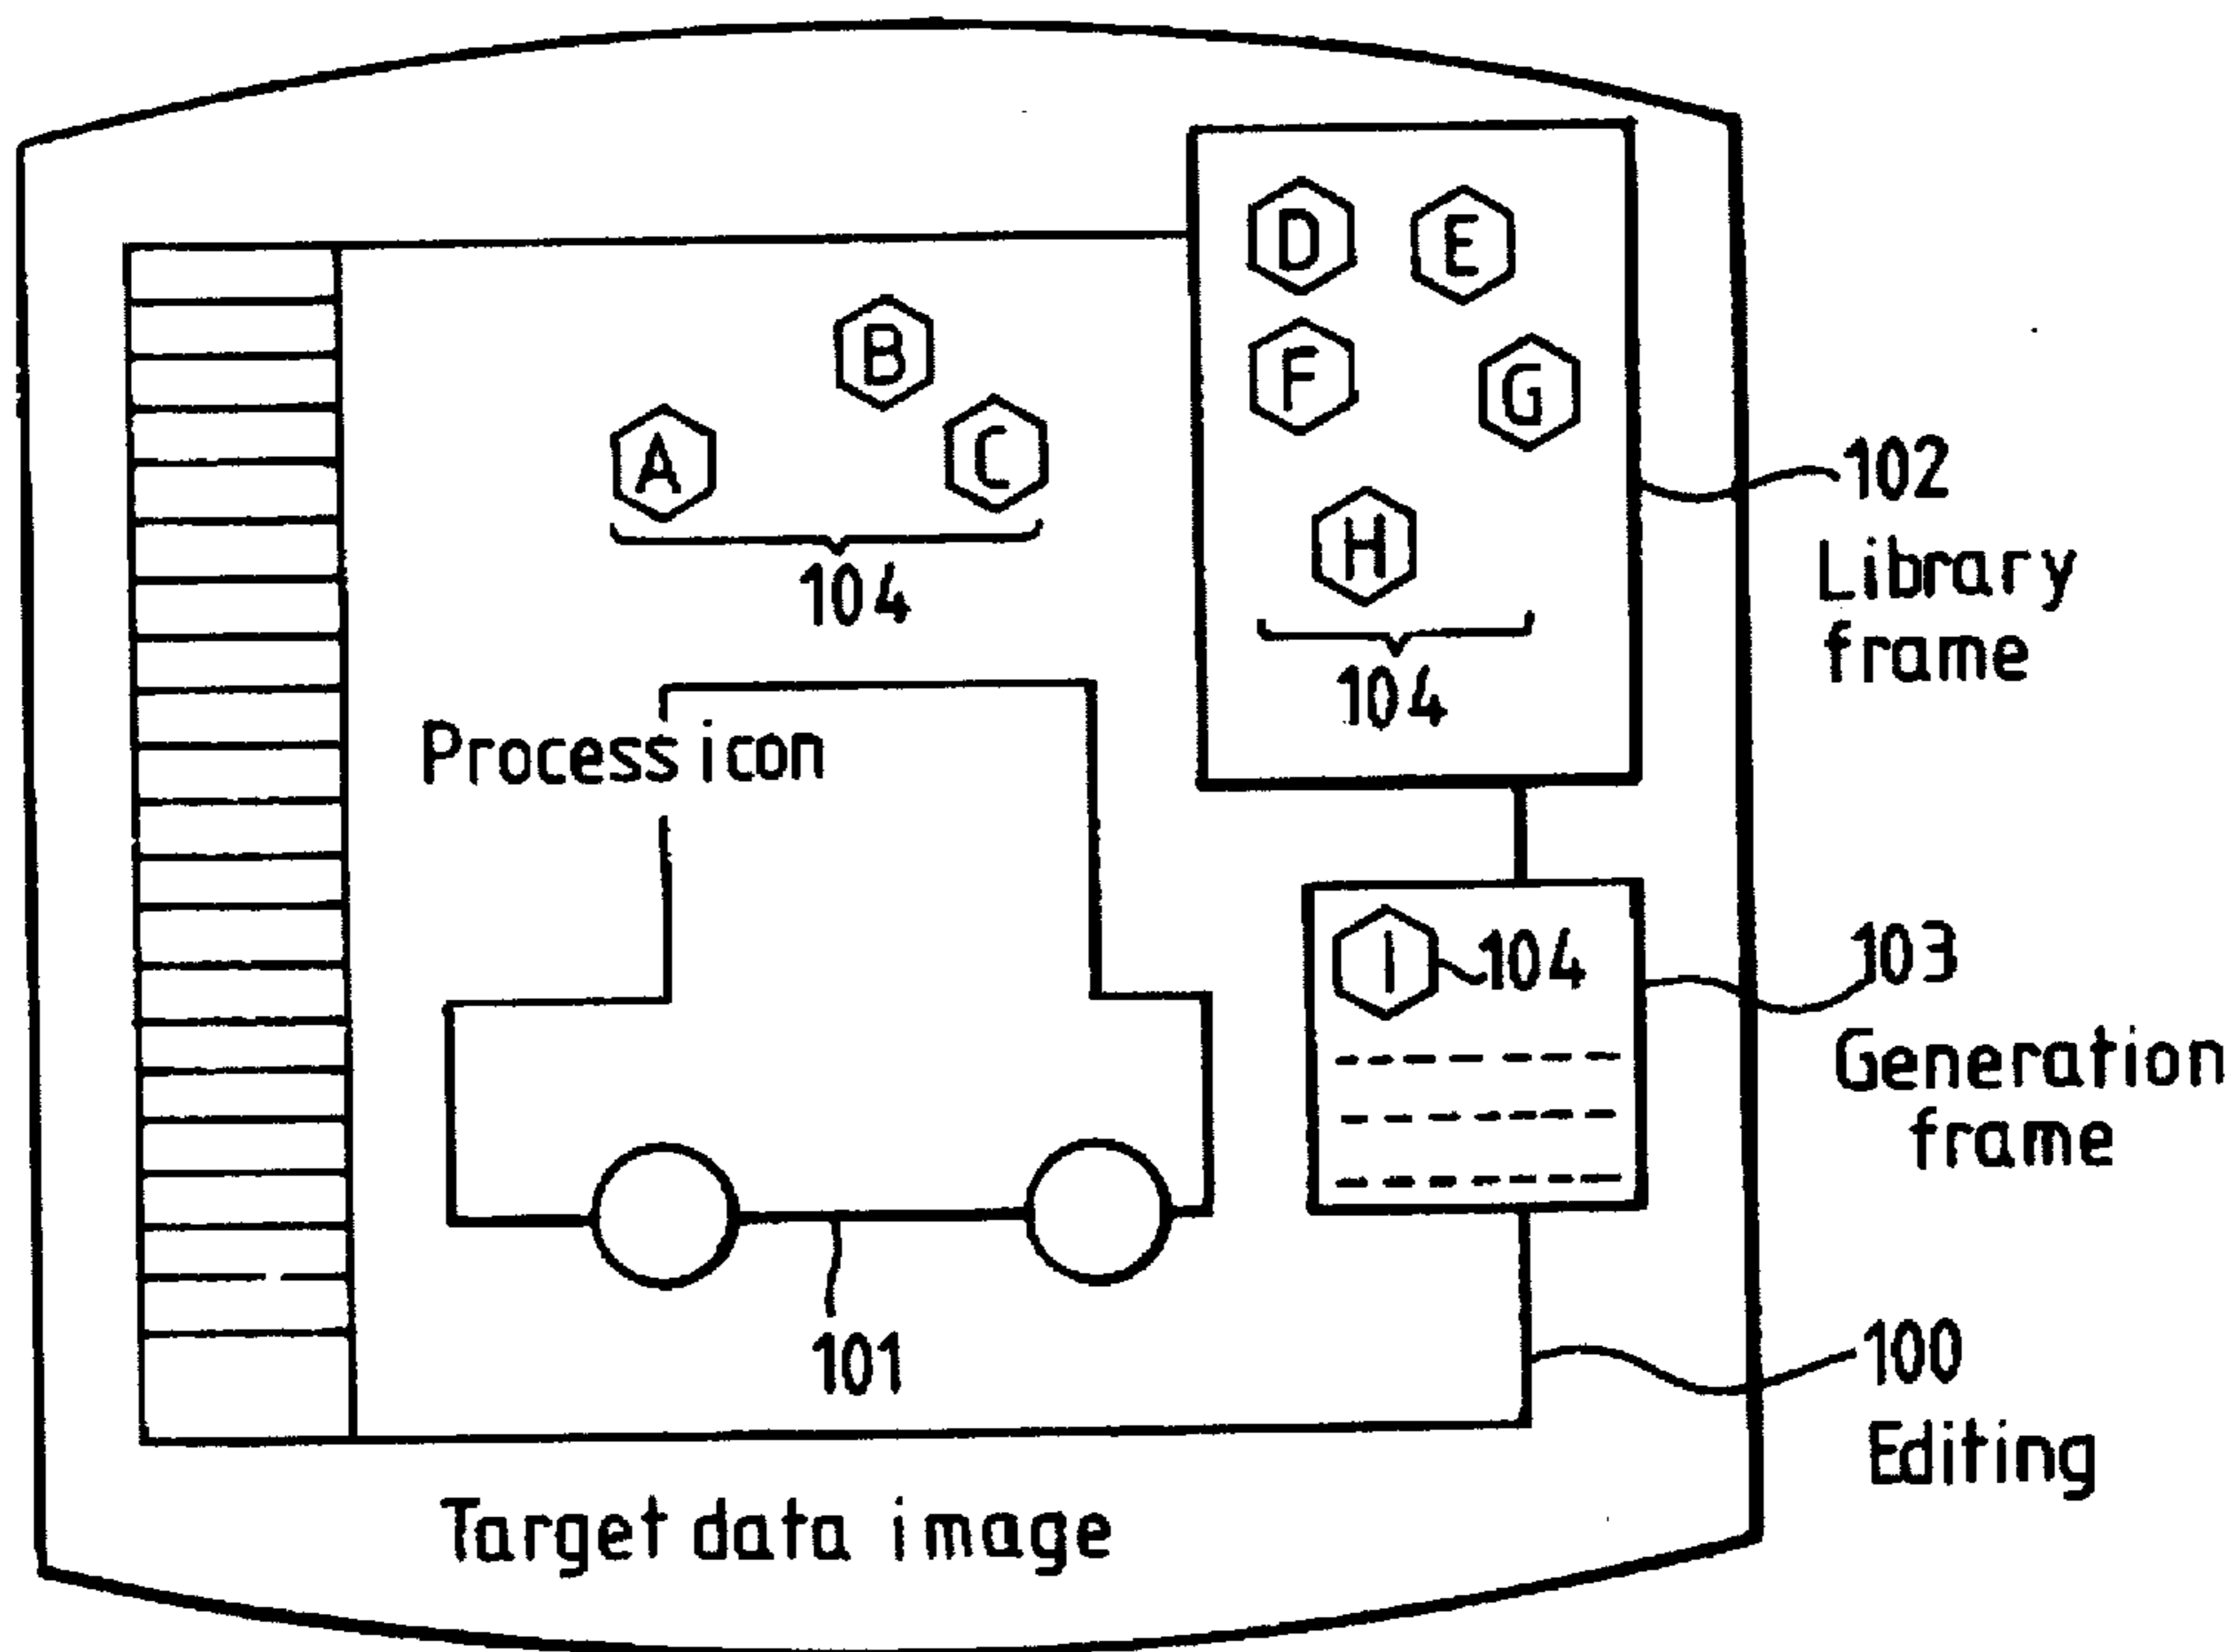 D E
B
F G
A C
102
Library
frame
H
104
104
Process icon
I 104
103
Generation
frame
101
100
Editing
Target data image